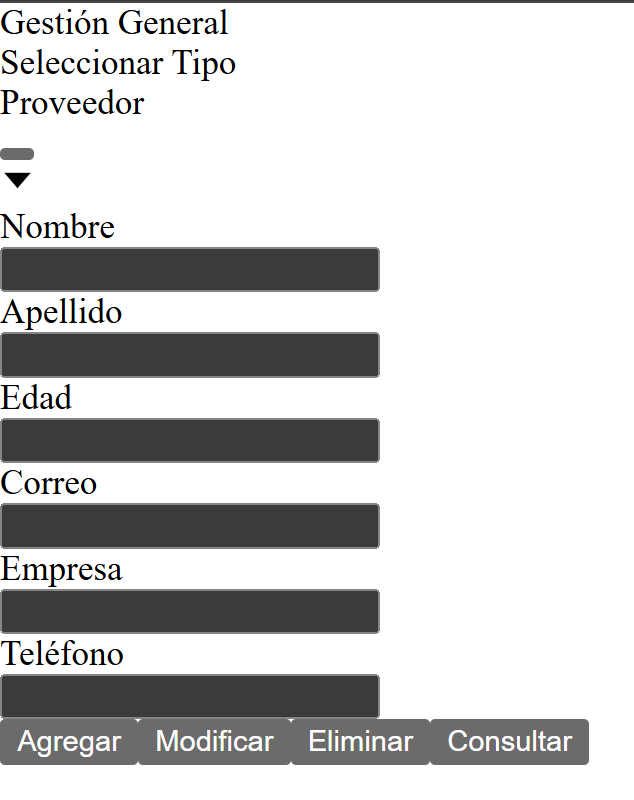 Gestión General
Seleccionar Tipo
Proveedor
Nombre
Apellido
Edad
Correo
Empresa
Teléfono
Agregar Modificar Eliminar Consultar